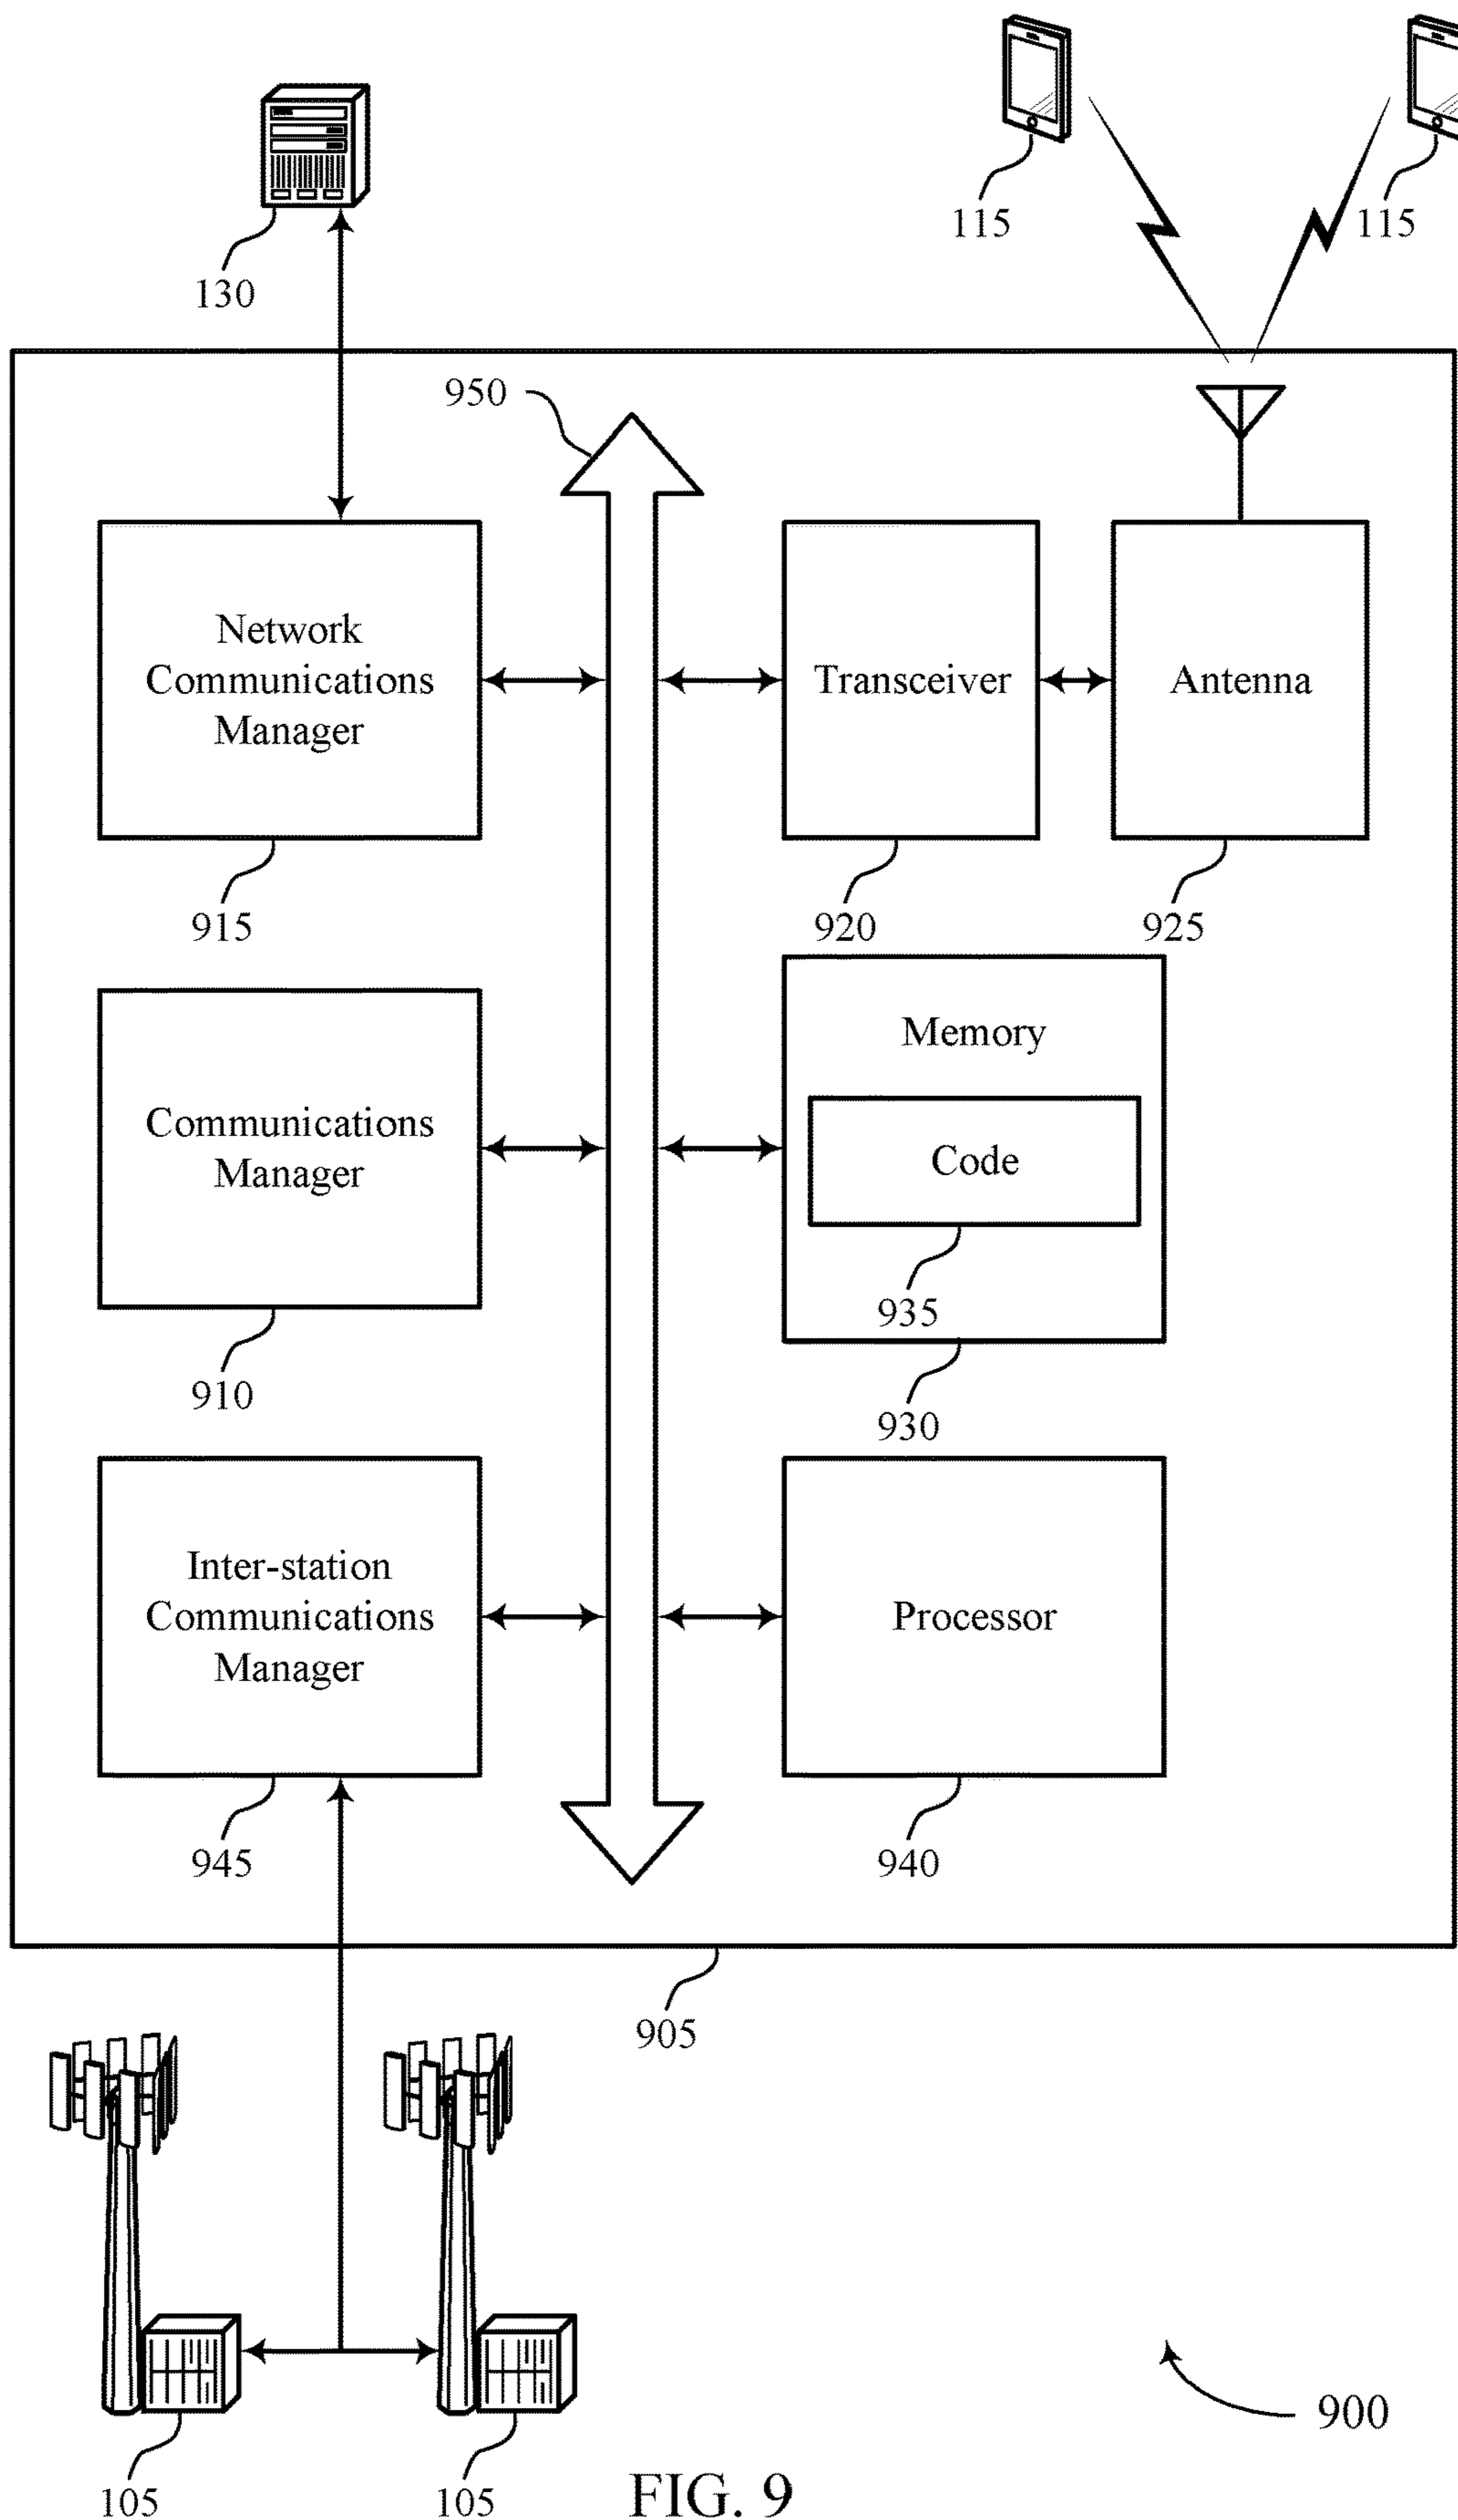 115
115
130
950
Network
Communications
Manager
Transceiver
Antenna
915
920
925
Memory
Communications
Manager
Code
935
910
930
Inter-station
Communications
Manager
Processor
945
940
905
900
105
105
FIG. 9